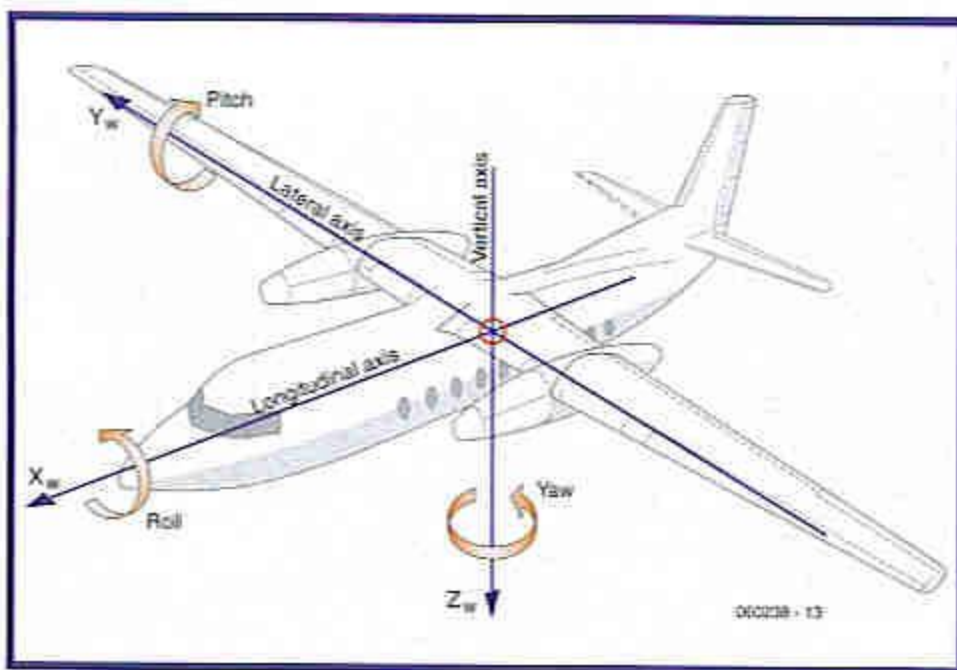 Pitch
Yw
Lateral axis
Vertical axis
Longitudinal axis
Xw
Roll
Yaw
Zw
060238 - 13